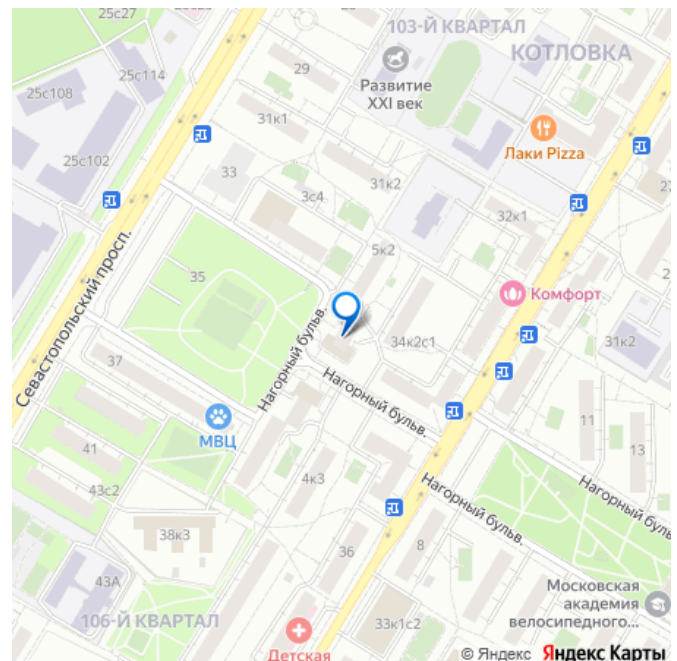 25с27
103-Й КВАРТАЛ
КОТЛОВКА
25с114
29
Развитие
XXI век
25с108
31к1
Лаки Pizza
25с102
33
31к2
3с4
32к1
5к2
35
Комфорт
Севастопольский просп.
Нагорный бульв.
34к2с1
31к2
37
Нагорный бульв.
МВЦ
11
13
41
43с2
4к3
Нагорный бульв.
Нагорный бульв.
38к3
36
8
43А
Московская
академия
велосипедного...
106-Й КВАРТАЛ
33к1с2
Детская
© Яндекс Яндекс Карты